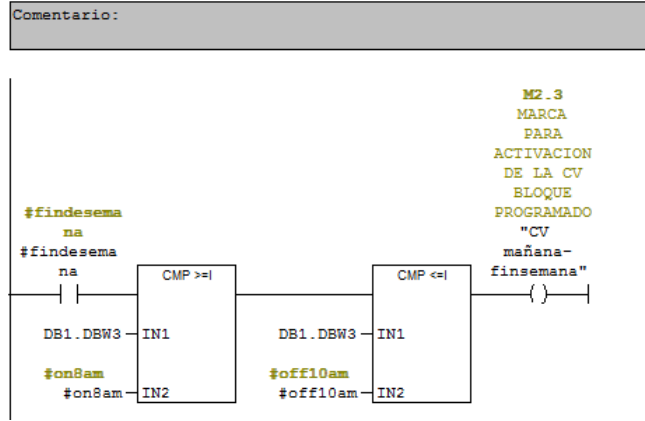 Comentario:
M2.3
MARCA
PARA
ACTIVACION
DE LA CV
BLOQUE
PROGRAMADO
"CV
mañana-
finsemana"
#findesema
na
#findesema
na
CMP >=I
CMP <=I
DB1.DBW3
IN1
DB1.DBW3
IN1
#on8am
#on8am
IN2
#off10am
#off10am
IN2